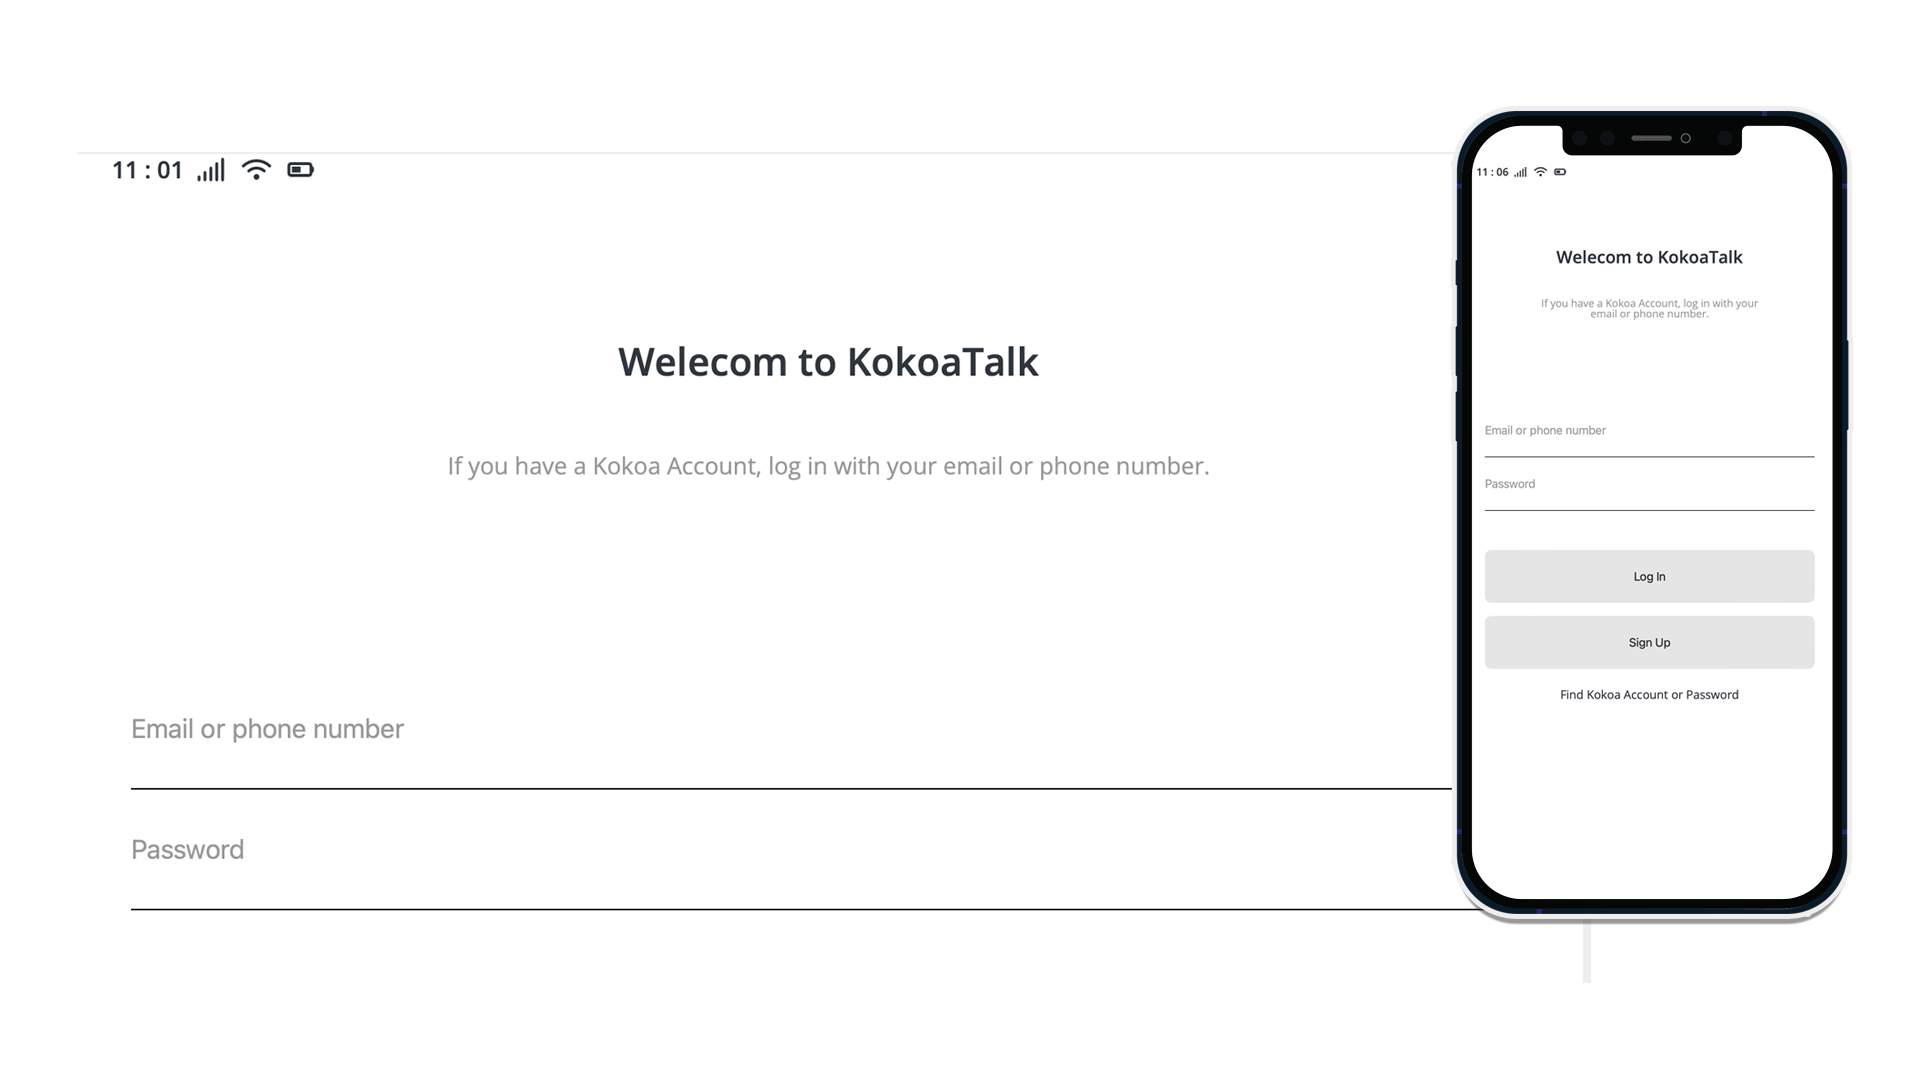 11 : 01
Welecom to KokoaTalk
If you have a Kokoa Account, log in with your email or phone number.
Email or phone number
Password
11 : 06
Welecom to KokoaTalk
If you have a Kokoa Account, log in with your
email or phone number.
Email or phone number
Password
Log In
Sign Up
Find Kokoa Account or Password